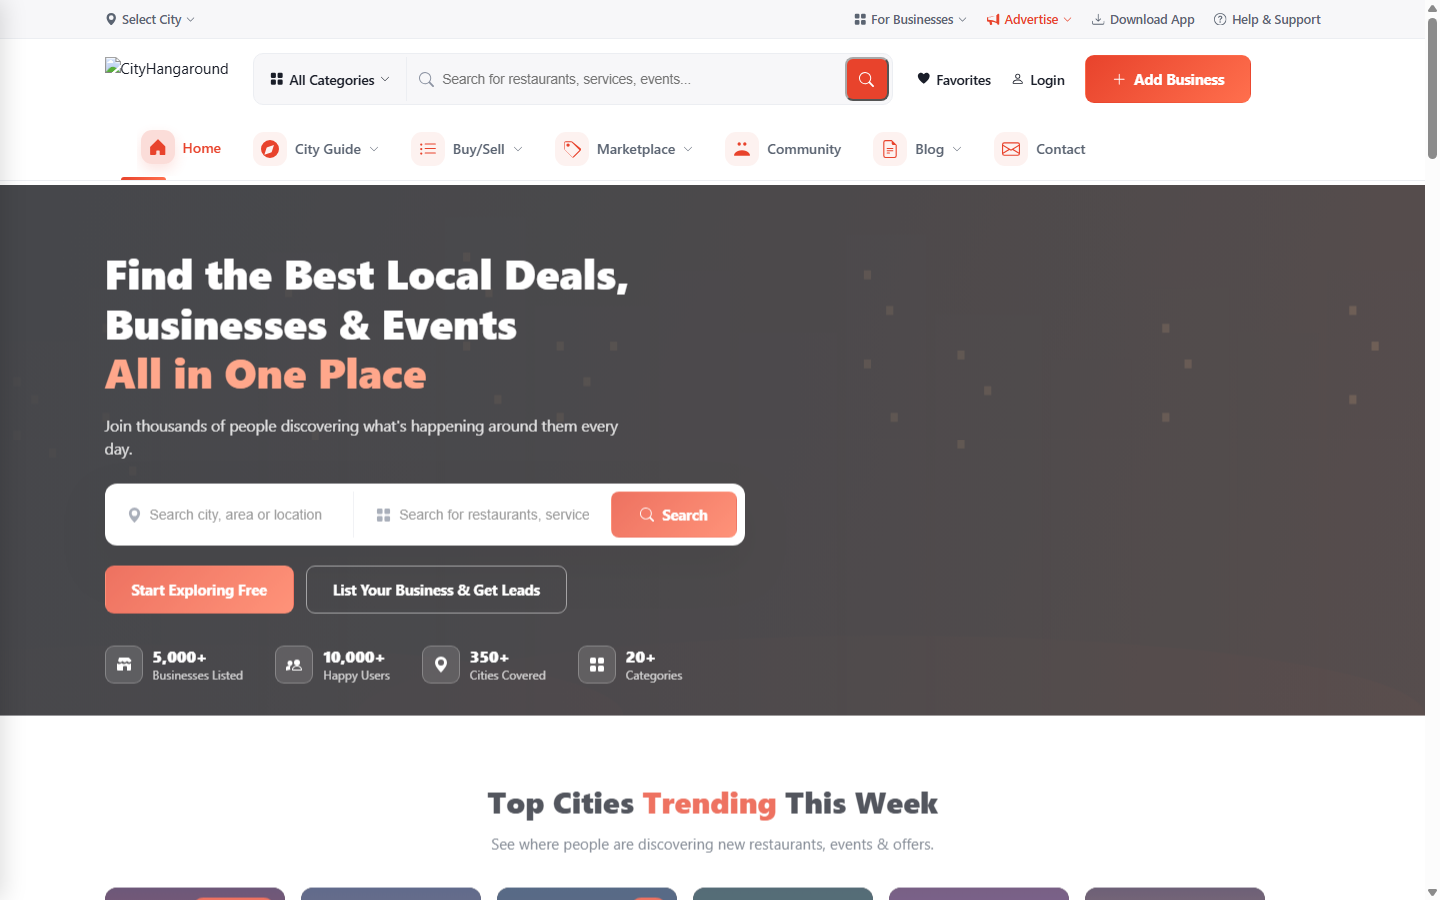 Select City
For Businesses
Advertise
Download App
Help & Support
CityHangaround
All Categories
Search for restaurants, services, events...
Favorites
Login
Add Business
Home
City Guide
Buy/Sell
Marketplace
Community
Blog
Contact
Find the Best Local Deals,
Businesses & Events
All in One Place
Join thousands of people discovering what's happening around them every
day.
Search city, area or location
Search for restaurants, service
Search
Start Exploring Free
List Your Business & Get Leads
5,000+
Businesses Listed
10,000+
Happy Users
350+
Cities Covered
20+
Categories
Top Cities Trending This Week
See where people are discovering new restaurants, events & offers.